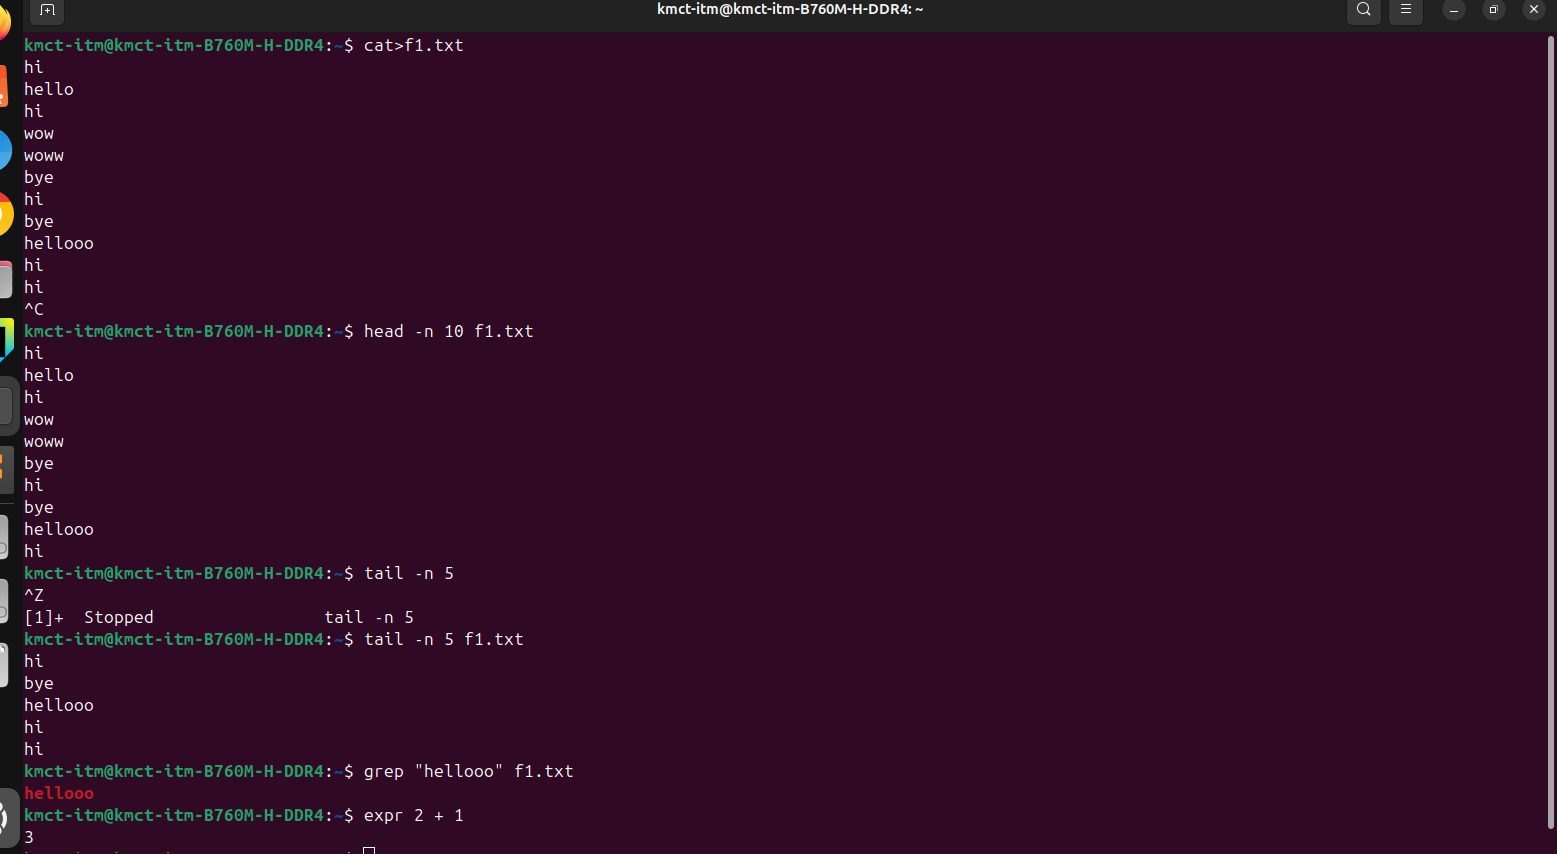 kmct-itm@kmct-itm-B760M-H-DDR4: ~
kmct-itm@kmct-itm-B760M-H-DDR4:~$ cat>f1.txt
hi
hello
hi
wow
woww
bye
hi
bye
hellooo
hi
hi
^C
kmct-itm@kmct-itm-B760M-H-DDR4:~$ head -n 10 f1.txt
hi
hello
hi
wow
woww
bye
hi
bye
hellooo
hi
kmct-itm@kmct-itm-B760M-H-DDR4:~$ tail -n 5
^Z
[1]+  Stopped                 tail -n 5
kmct-itm@kmct-itm-B760M-H-DDR4:~$ tail -n 5 f1.txt
hi
bye
hellooo
hi
hi
kmct-itm@kmct-itm-B760M-H-DDR4:~$ grep "hellooo" f1.txt
hellooo
kmct-itm@kmct-itm-B760M-H-DDR4:~$ expr 2 + 1
3